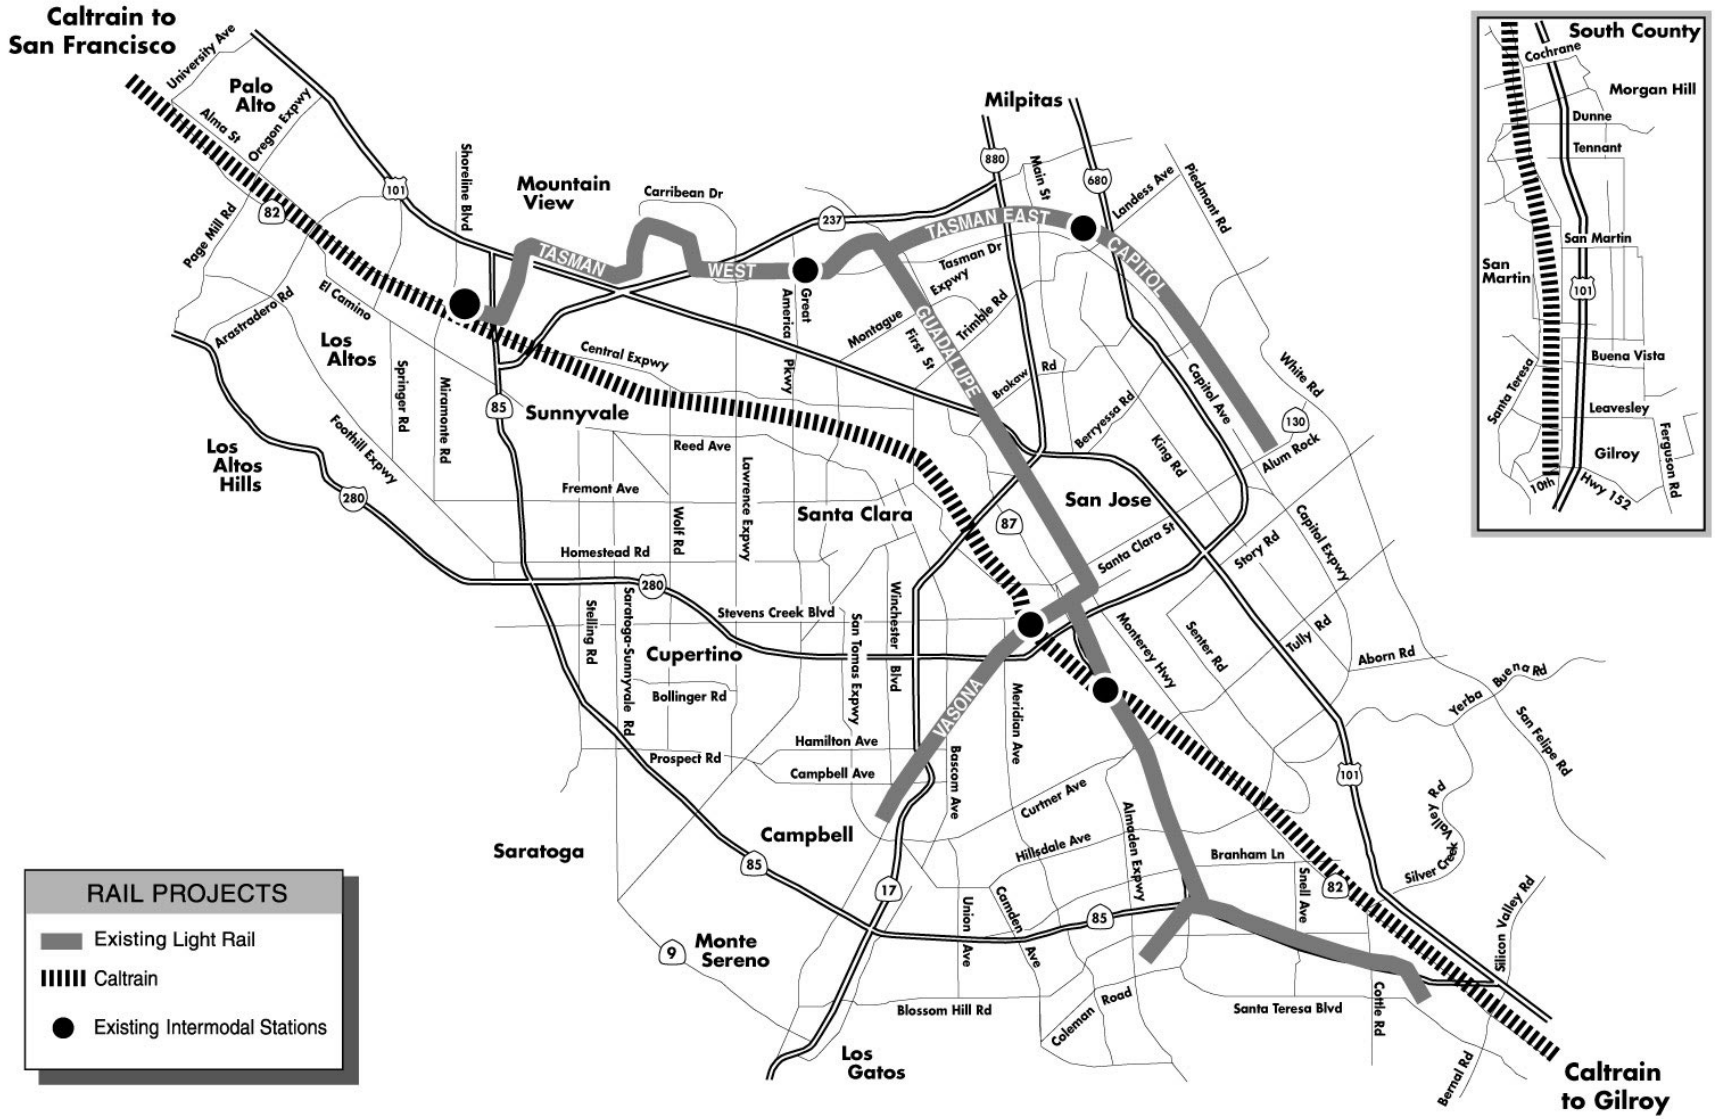 Caltrain to
San Francisco
University Ave
Palo
Alto
Alma St
Oregon Expwy
101
82
Page Mill Rd
Shoreline Blvd
Mountain
View
Carribean Dr
237
Milpitas
880
Main St
680
Landess Ave
Piedmont Rd
TASMAN
WEST
TASMAN EAST
CAPITOL
Tasman Dr
Great
America
Pkwy
Montague
Expwy
Trimble Rd
First St
GUADALUPE
El Camino
Arastradero Rd
Los
Altos
Springer Rd
Miramonte Rd
Central Expwy
Brokaw
Rd
Capitol Ave
White Rd
85
Sunnyvale
Berryessa Rd
King Rd
130
Alum Rock
Foothill Expwy
Los
Altos
Hills
280
Reed Ave
Fremont Ave
Wolf Rd
Lawrence Expwy
Santa Clara
87
San Jose
Santa Clara St
Story Rd
Capitol Expwy
Homestead Rd
280
Stelling Rd
Saratoga-Sunnyvale Rd
Stevens Creek Blvd
San Tomas Expwy
Winchester
Blvd
Cupertino
Bollinger Rd
Monterey Hwy
Senter Rd
Tully Rd
Aborn Rd
Yerba
Buena Rd
San Felipe Rd
VASONA
Meridian Ave
Prospect Rd
Hamilton Ave
Campbell Ave
Bascom Ave
101
Curtner Ave
Almaden Expwy
Hillsdale Ave
Branham Ln
Snell Ave
82
Silver Creek
Valley Rd
Silicon Valley Rd
Saratoga
Campbell
85
17
Union
Ave
Camden
Ave
85
9
Monte
Sereno
Blossom Hill Rd
Coleman
Road
Santa Teresa Blvd
Cottle Rd
Bernal Rd
Los
Gatos
Caltrain
to Gilroy
RAIL PROJECTS
Existing Light Rail
Caltrain
Existing Intermodal Stations
South County
Cochrane
Morgan Hill
Dunne
Tennant
San Martin
San
Martin
101
Buena Vista
Santa Teresa
Leavesley
Gilroy
Ferguson Rd
10th
Hwy 152